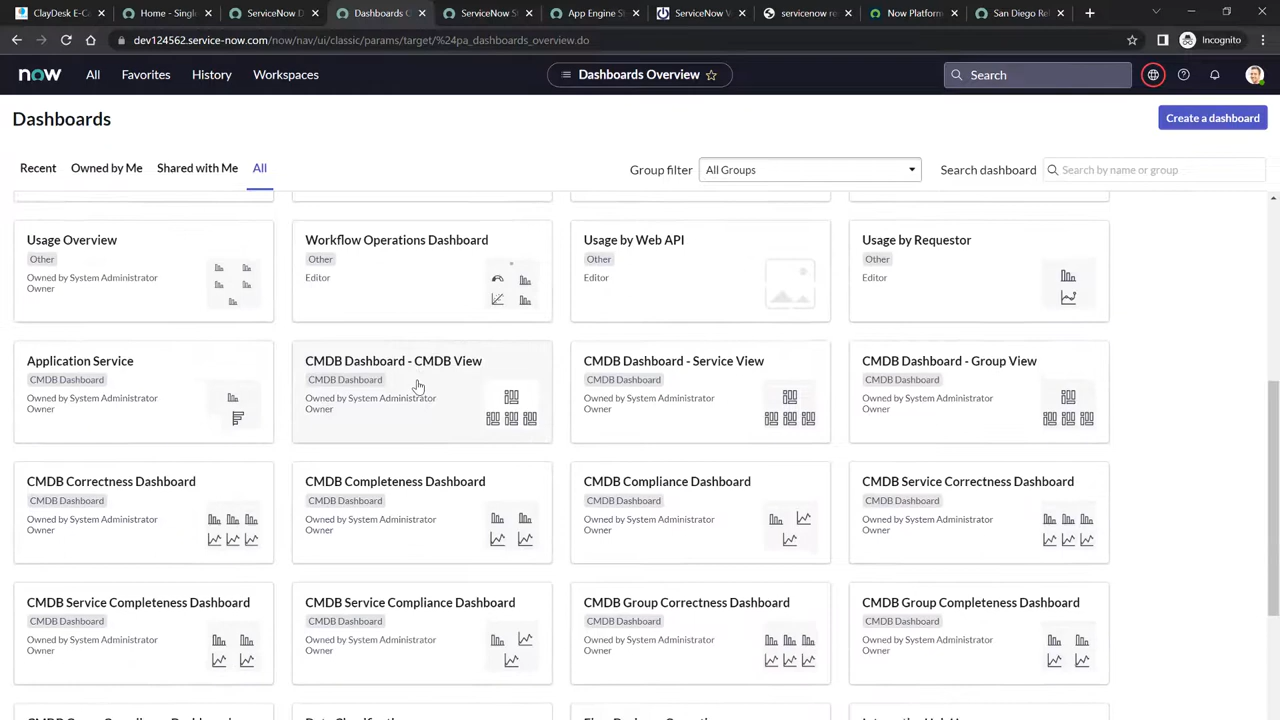 ClayDesk E-C
Home - Single
ServiceNow D
Dashboards O
ServiceNow S
App Engine S
ServiceNow V
servicenow re
Now Platform
San Diego Re
dev124562.service-now.com/now/nav/ui/classic/params/target/%24pa_dashboards_overview.do
Incognito
now All Favorites History Workspaces Dashboards Overview Search
Dashboards
Create a dashboard
Recent Owned by Me Shared with Me All Group filter All Groups Search dashboard Search by name or group
Usage Overview
Other
Owned by System Administrator
Owner
Workflow Operations Dashboard
Other
Editor
Usage by Web API
Other
Editor
Usage by Requestor
Other
Editor
Application Service
CMDB Dashboard
Owned by System Administrator
Owner
CMDB Dashboard - CMDB View
CMDB Dashboard
Owned by System Administrator
Owner
CMDB Dashboard - Service View
CMDB Dashboard
Owned by System Administrator
Owner
CMDB Dashboard - Group View
CMDB Dashboard
Owned by System Administrator
Owner
CMDB Correctness Dashboard
CMDB Dashboard
Owned by System Administrator
Owner
CMDB Completeness Dashboard
CMDB Dashboard
Owned by System Administrator
Owner
CMDB Compliance Dashboard
CMDB Dashboard
Owned by System Administrator
Owner
CMDB Service Correctness Dashboard
CMDB Dashboard
Owned by System Administrator
Owner
CMDB Service Completeness Dashboard
CMDB Dashboard
Owned by System Administrator
Owner
CMDB Service Compliance Dashboard
CMDB Dashboard
Owned by System Administrator
Owner
CMDB Group Correctness Dashboard
CMDB Dashboard
Owned by System Administrator
Owner
CMDB Group Completeness Dashboard
CMDB Dashboard
Owned by System Administrator
Owner